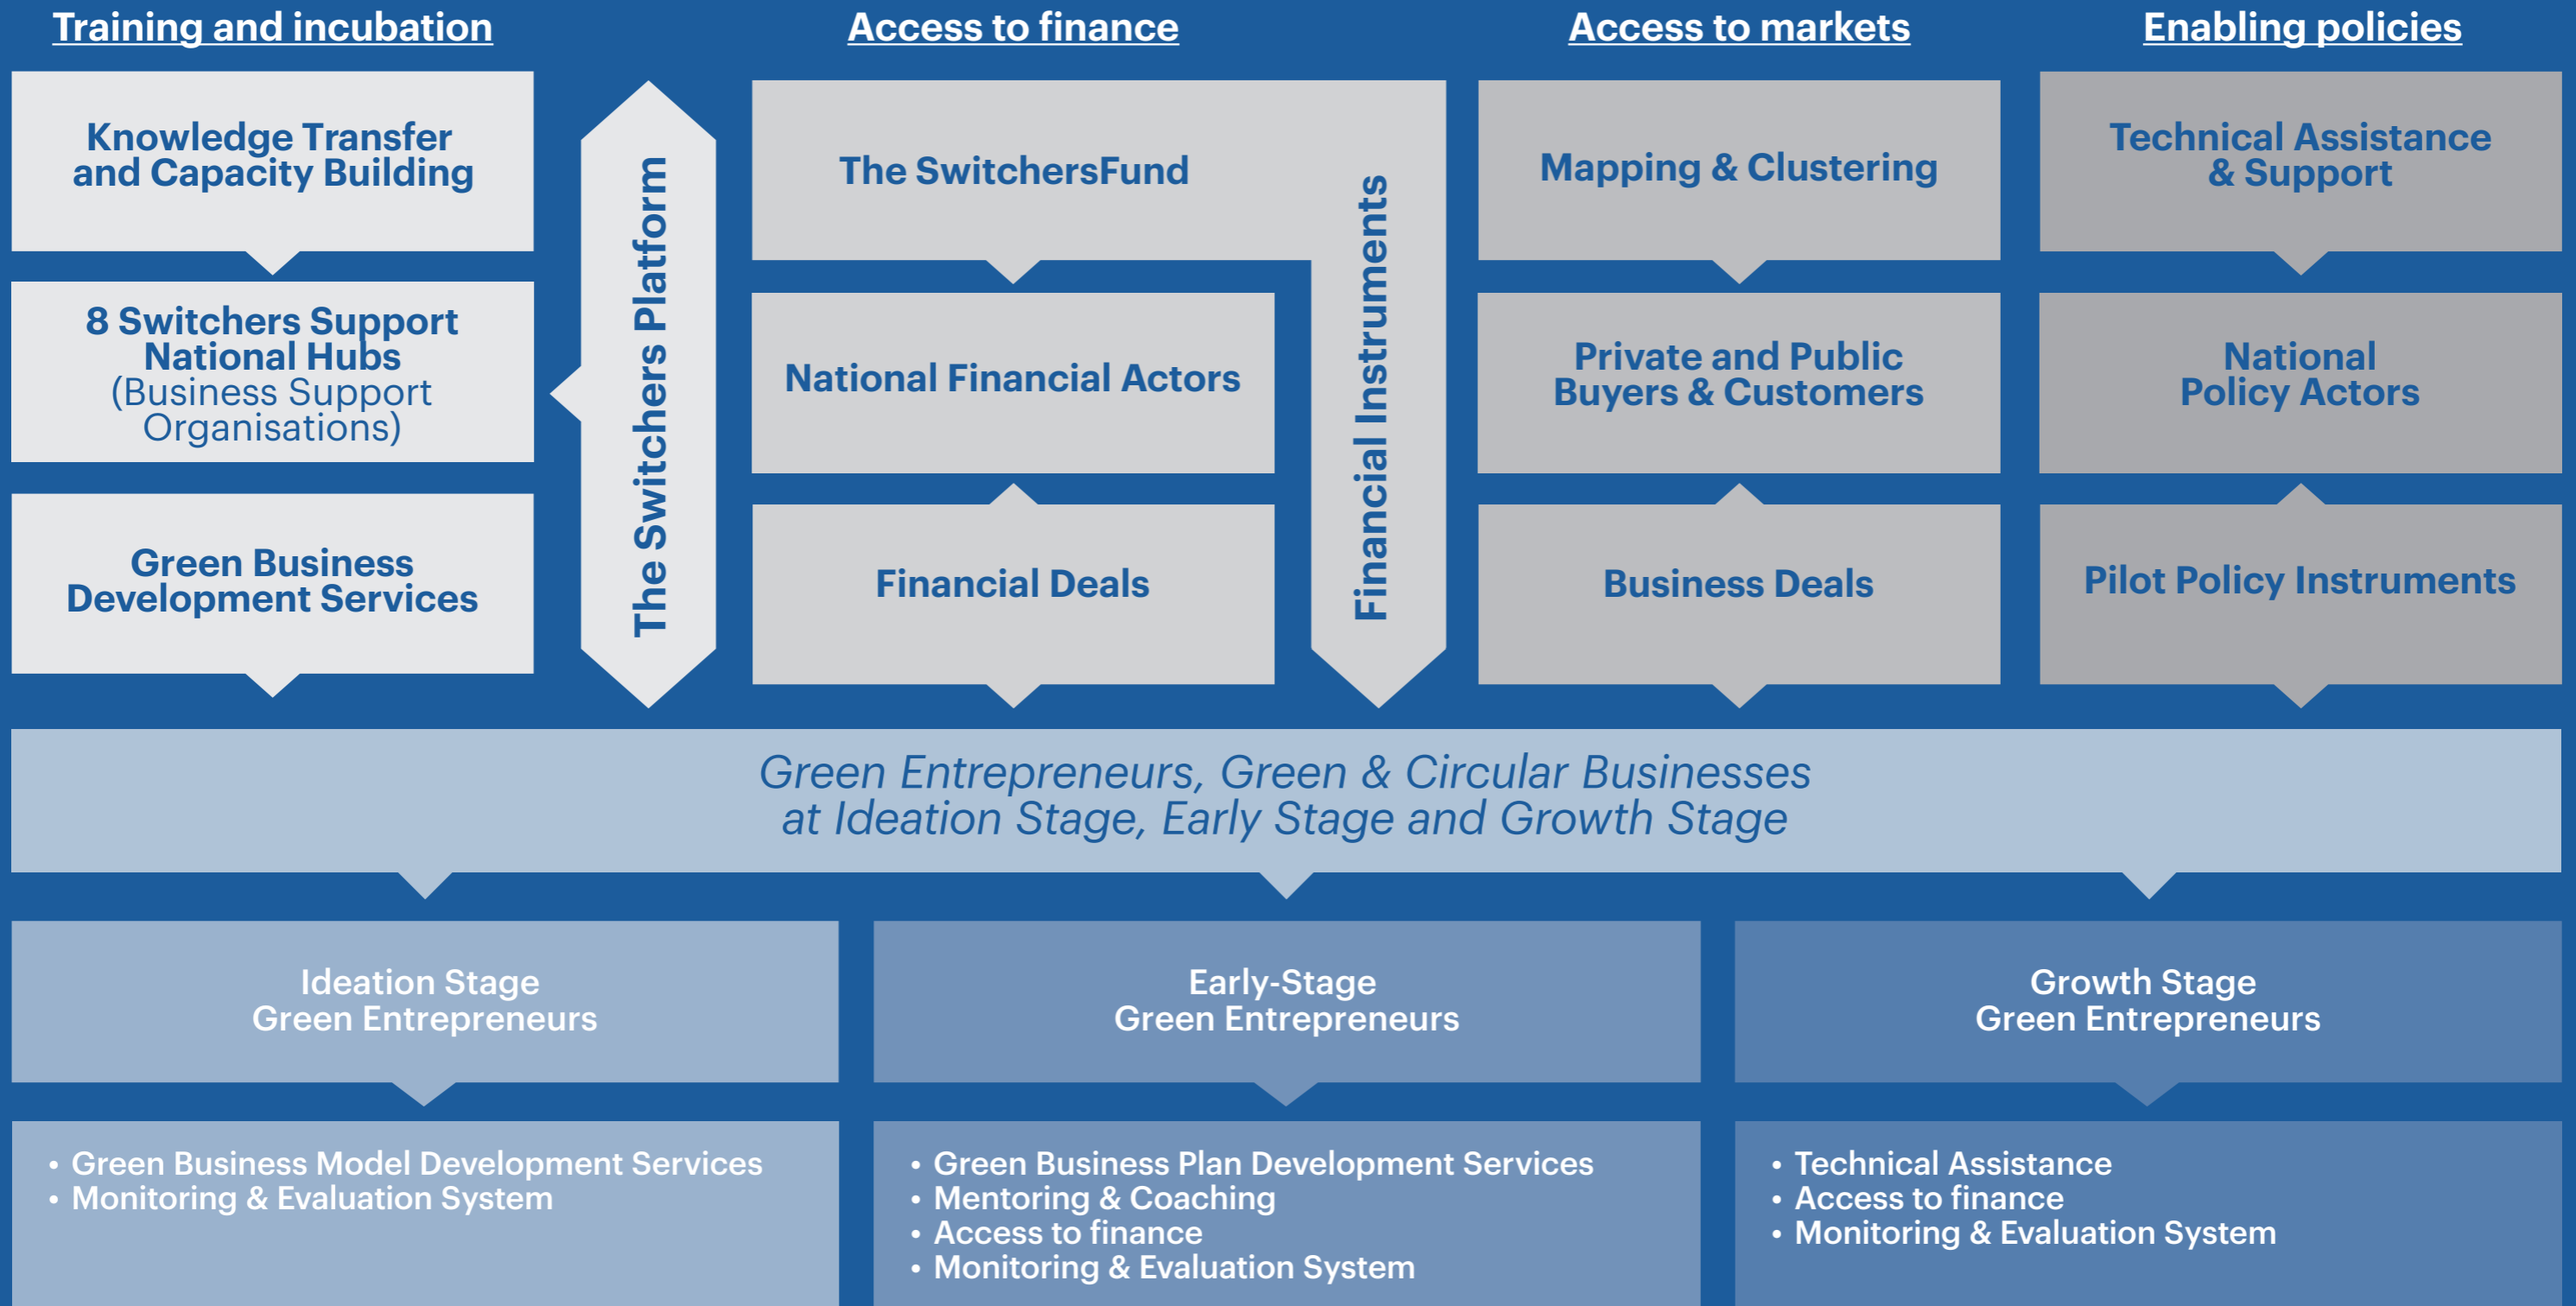 Training and incubation
Access to finance
Access to markets
Enabling policies
Knowledge Transfer
and Capacity Building
8 Switchers Support
National Hubs
(Business Support
Organisations)
Green Business
Development Services
The Switchers Platform
The SwitchersFund
National Financial Actors
Financial Deals
Financial Instruments
Mapping & Clustering
Private and Public
Buyers & Customers
Business Deals
Technical Assistance
& Support
National
Policy Actors
Pilot Policy Instruments
Green Entrepreneurs, Green & Circular Businesses
at Ideation Stage, Early Stage and Growth Stage
Ideation Stage
Green Entrepreneurs
• Green Business Model Development Services
• Monitoring & Evaluation System
Early-Stage
Green Entrepreneurs
• Green Business Plan Development Services
• Mentoring & Coaching
• Access to finance
• Monitoring & Evaluation System
Growth Stage
Green Entrepreneurs
• Technical Assistance
• Access to finance
• Monitoring & Evaluation System